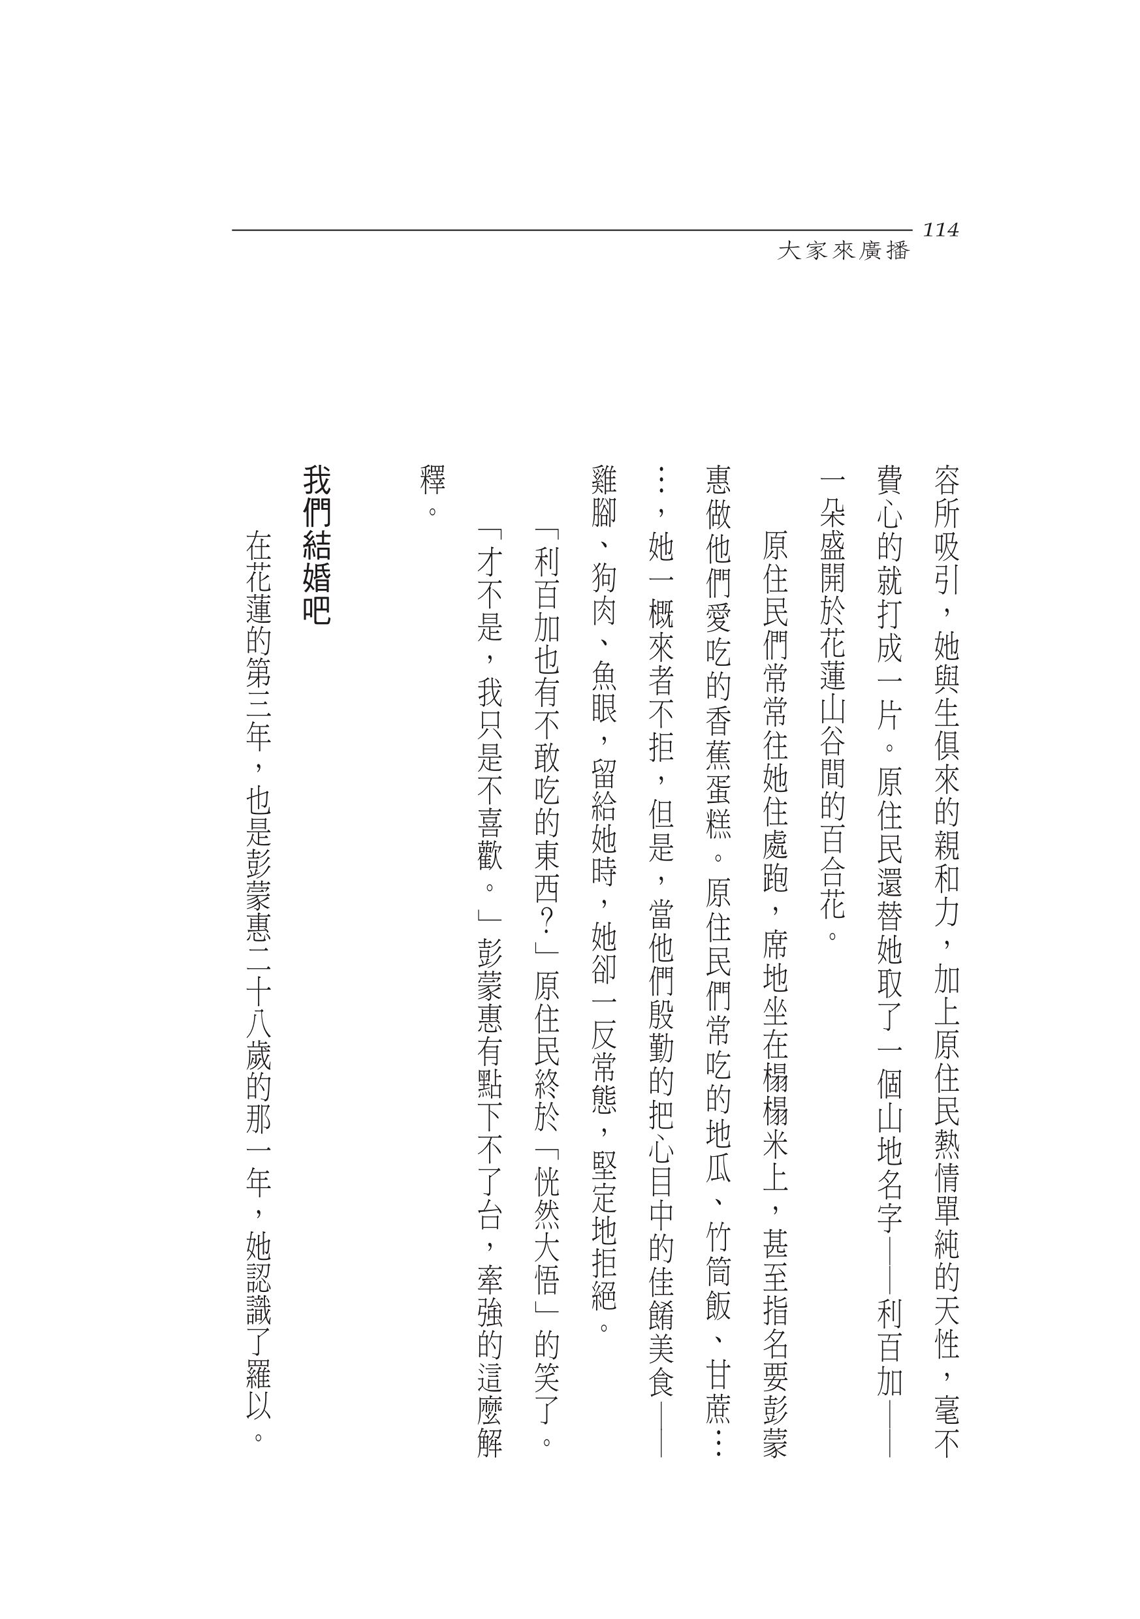 114
大家來廣播
容所吸引，她與生俱來的親和力，加上原住民熱情單純的天性，毫不
費心的就打成一片。原住民還替她取了一個山地名字——利百加——
一朵盛開於花蓮山谷間的百合花。
原住民們常常往她住處跑，席地坐在榻榻米上，甚至指名要彭蒙
惠做他們愛吃的香蕉蛋糕。原住民們常吃的地瓜、竹筒飯、甘蔗…
…，她一概來者不拒，但是，當他們殷勤的把心目中的佳餚美食——
雞腳、狗肉、魚眼，留給她時，她卻一反常態，堅定地拒絕。
「利百加也有不敢吃的東西？」原住民終於「恍然大悟」的笑了。
「才不是，我只是不喜歡。」彭蒙惠有點下不了台，牽強的這麼解
釋。
我們結婚吧
在花蓮的第三年，也是彭蒙惠二十八歲的那一年，她認識了羅以。